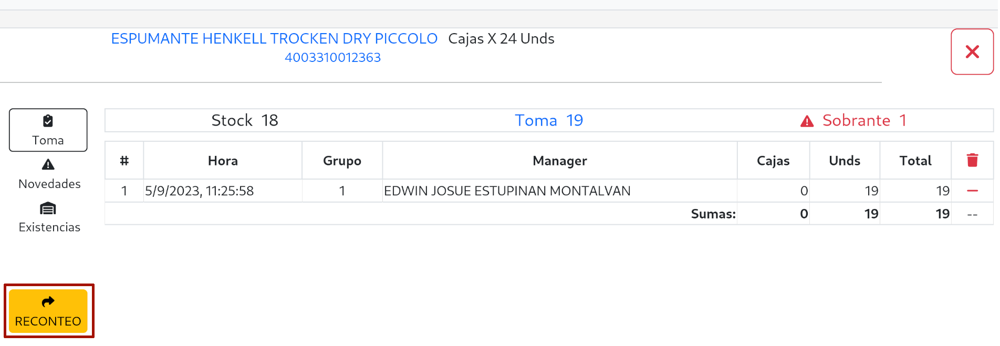 ESPUMANTE HENKELL TROCKEN DRY PICCOLO Cajas X 24 Unds
4003310012363
Toma
Novedades
Existencias
RECONTEO
Stock 18 Toma 19 Sobrante 1
# Hora Grupo Manager Cajas Unds Total
1 5/9/2023, 11:25:58 1 EDWIN JOSUE ESTUPINAN MONTALVAN 0 19 19
Sumas: 0 19 19 --